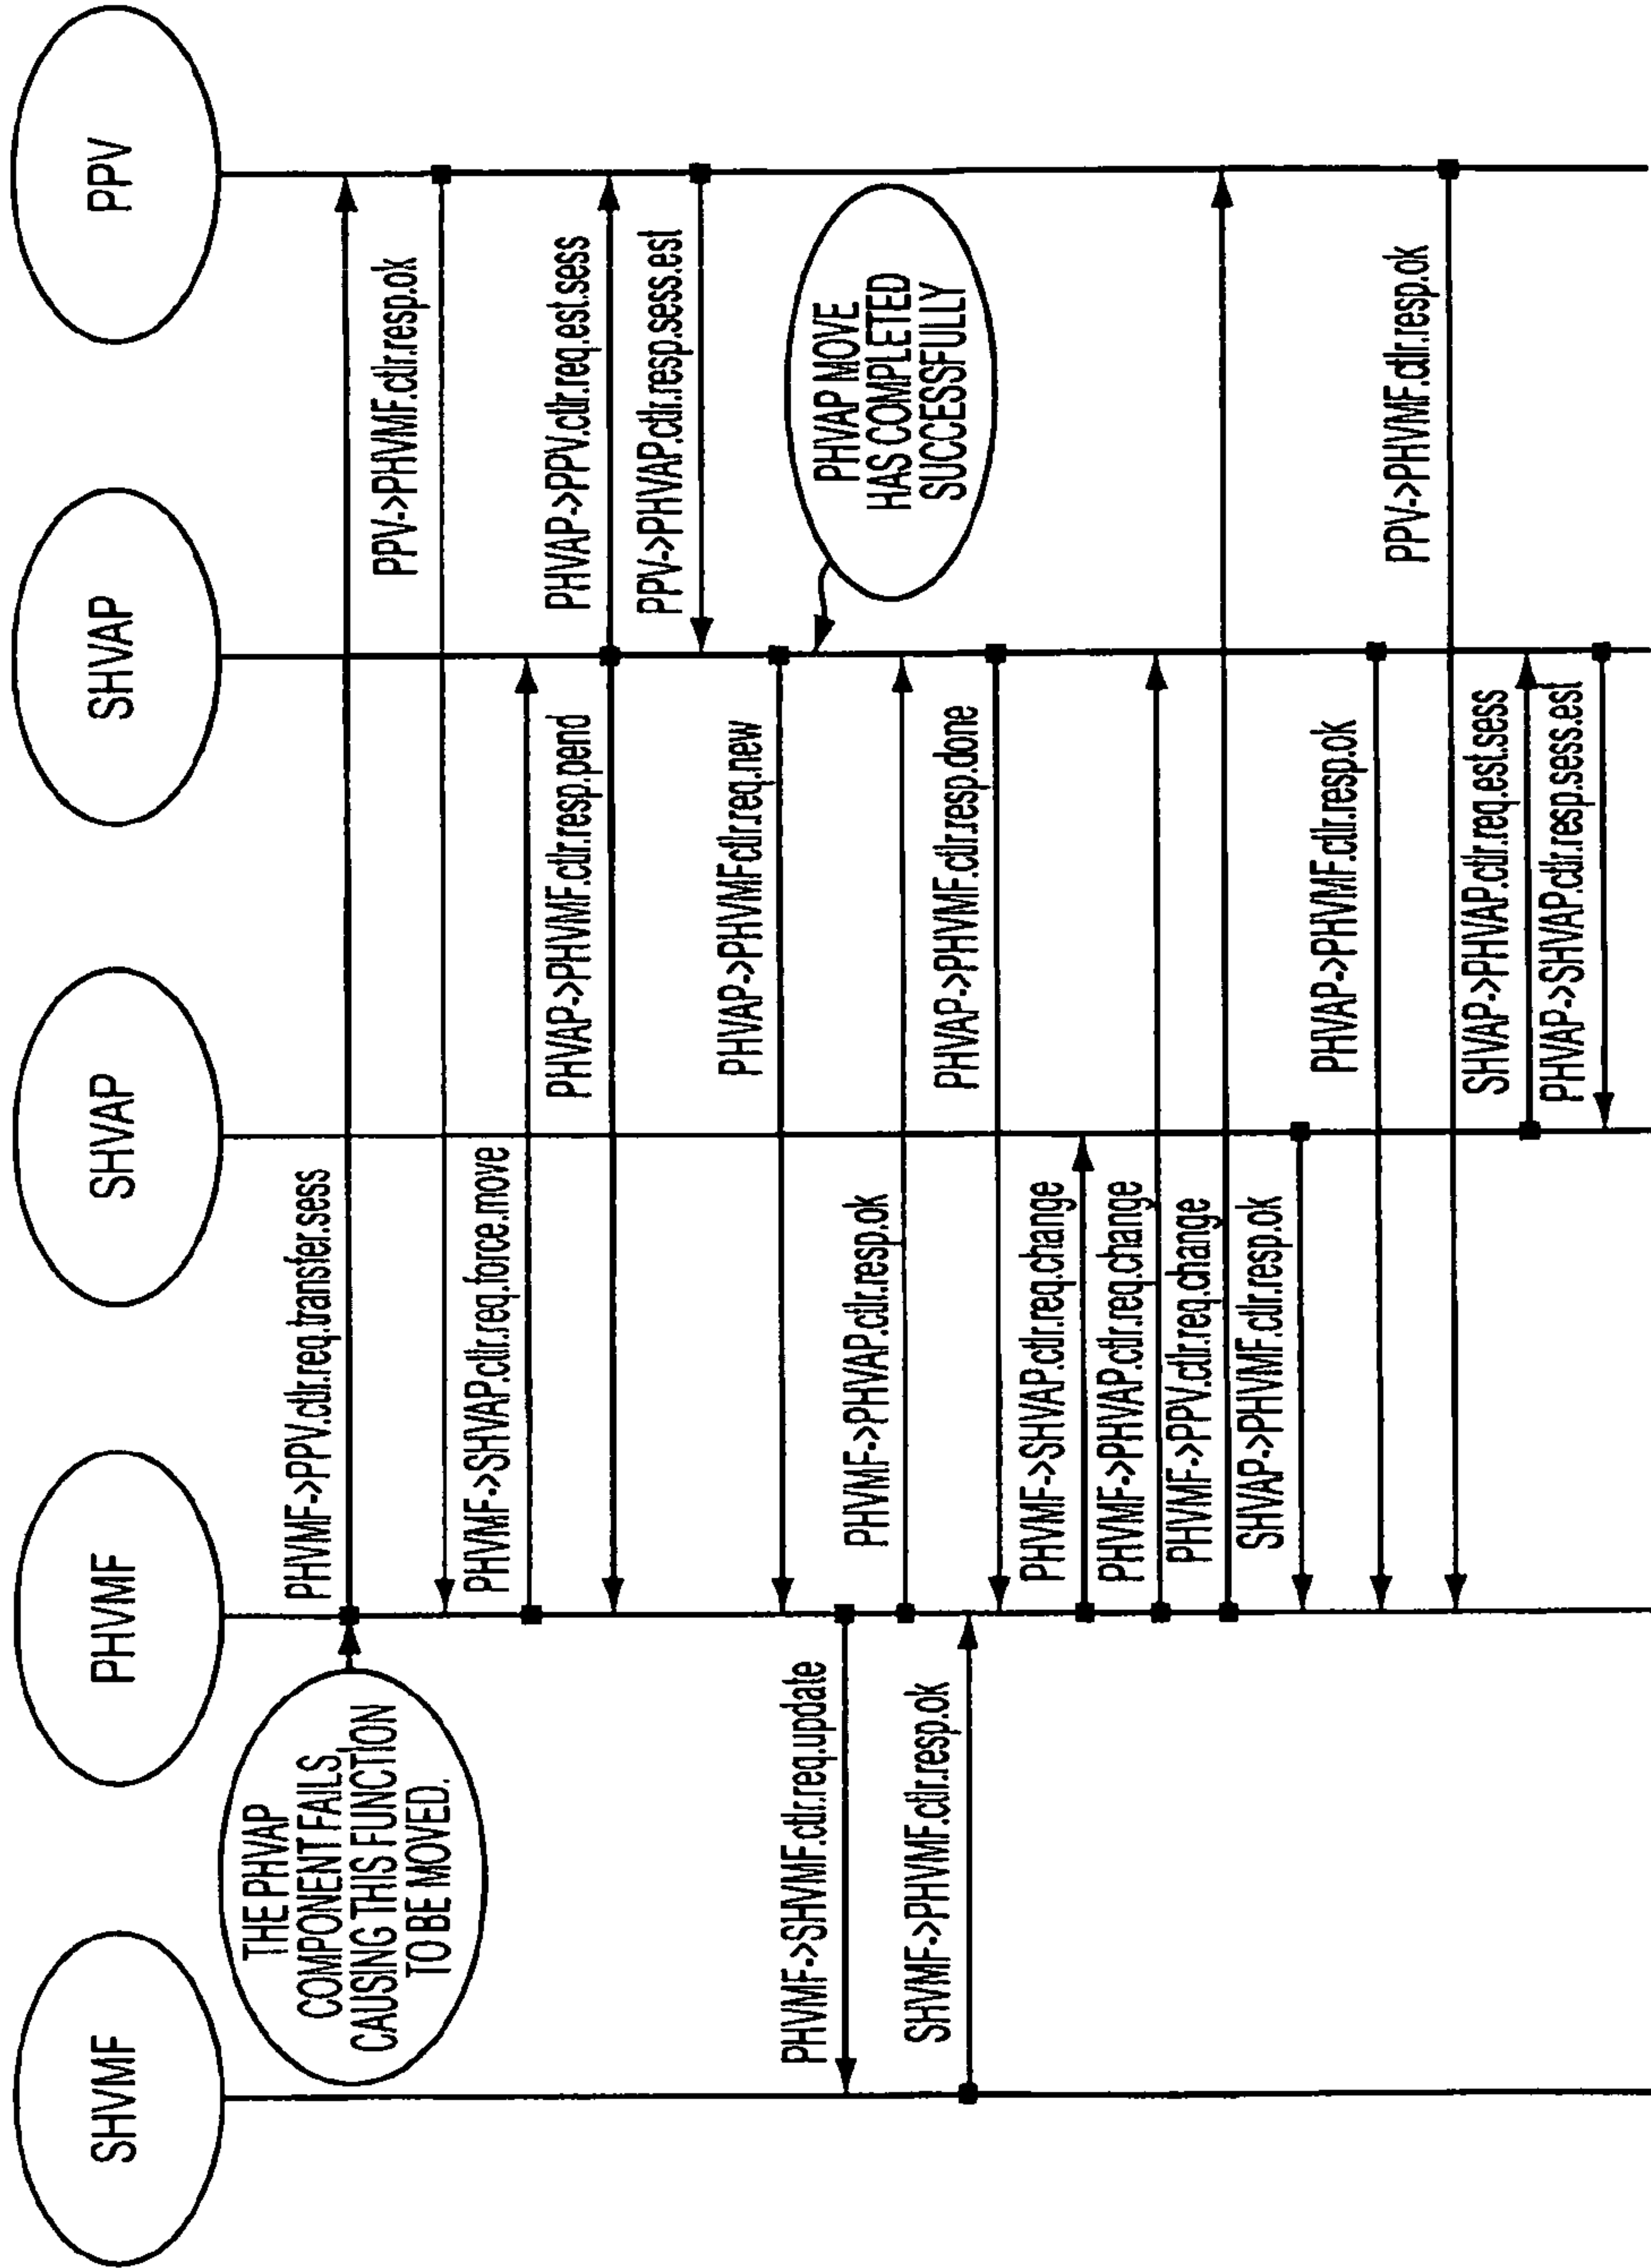 SHVMF
PHVMF
SHVAP
SHVAP
PPV
THE PHVAP
COMPONENT FAILS
CAUSING THIS FUNCTION
TO BE MOVED.
PHVMF->PPV.ctlr.req.transfer.sess
PPV->PHVMF.ctlr.resp.ok
PHVMF->SHVAP.ctlr.req.force.move
PHVAP->PHVMF.ctlr.resp.pend
PHVAP->PPV.ctlr.req.est.sess
PPV->PHVAP.ctlr.resp.sess.est
PHVAP->PHVMFctlr.req.new
PHVAP MOVE
HAS COMPLETED
SUCCESSFULLY
PHVMF->SHVMF.ctlr.req.update
PHVMF->PHVAP.ctlr.resp.ok
SHVMF->PHVMF.ctlr.resp.ok
PHVAP->PHVMF.ctlr.resp.done
PHVMF->SHVAP.ctlr.req.change
PHVMF->PHVAP.ctlr.req.change
PHVMF->PPV.ctlr.req.change
SHVAP->PHVMF.ctlr.resp.ok
PHVAP->PHVMF.ctlr.resp.ok
PPV->PHVMF.ctlr.resp.ok
SHVAP->PHVAP.ctlr.req.est.sess
PHVAP->SHVAP.ctlr.resp.sess.est